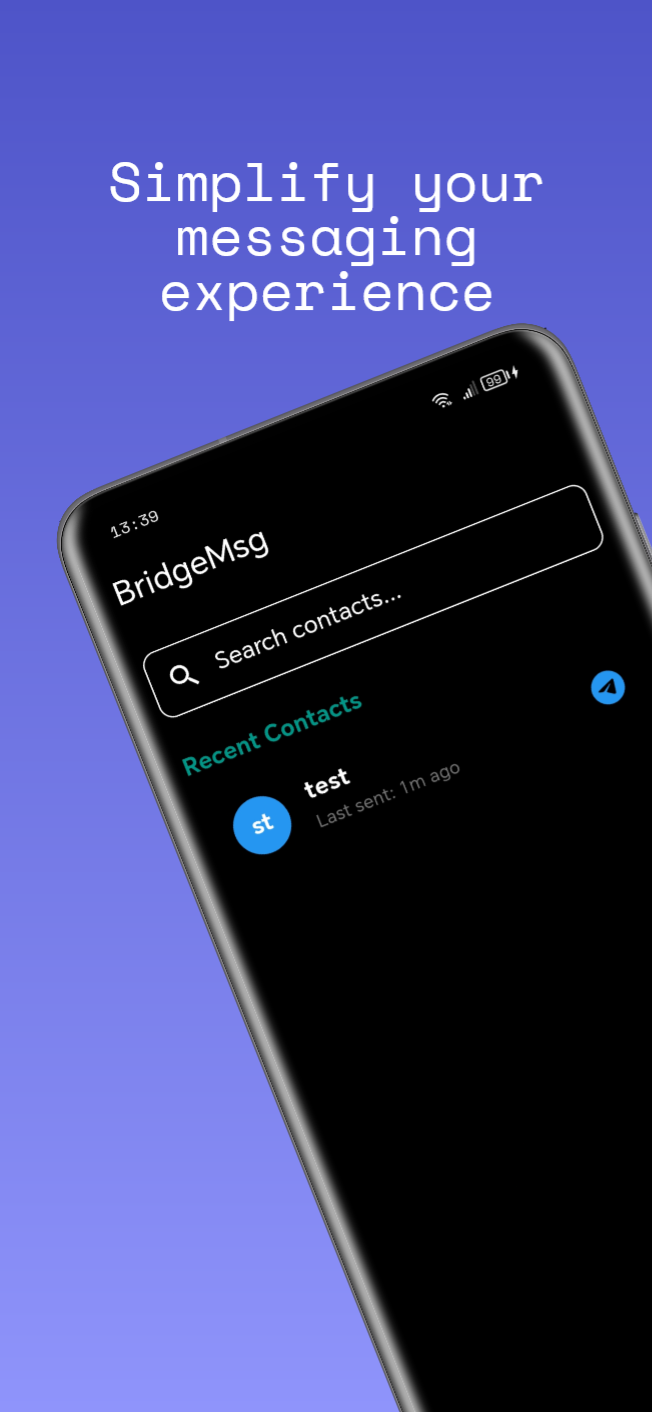 Simplify your
messaging
experience
99
13:39
BridgeMsg
Search contacts...
Recent Contacts
test
st
Last sent: 1m ago